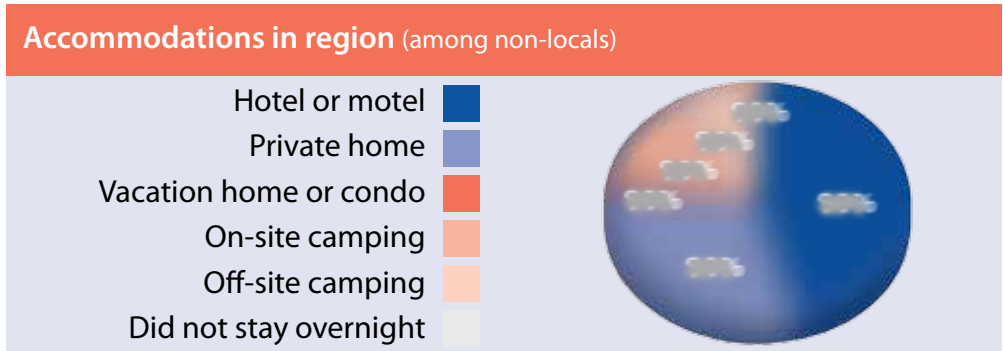 Accommodations in region (among non-locals)
Hotel or motel
Private home
Vacation home or condo
On-site camping
Off-site camping
Did not stay overnight